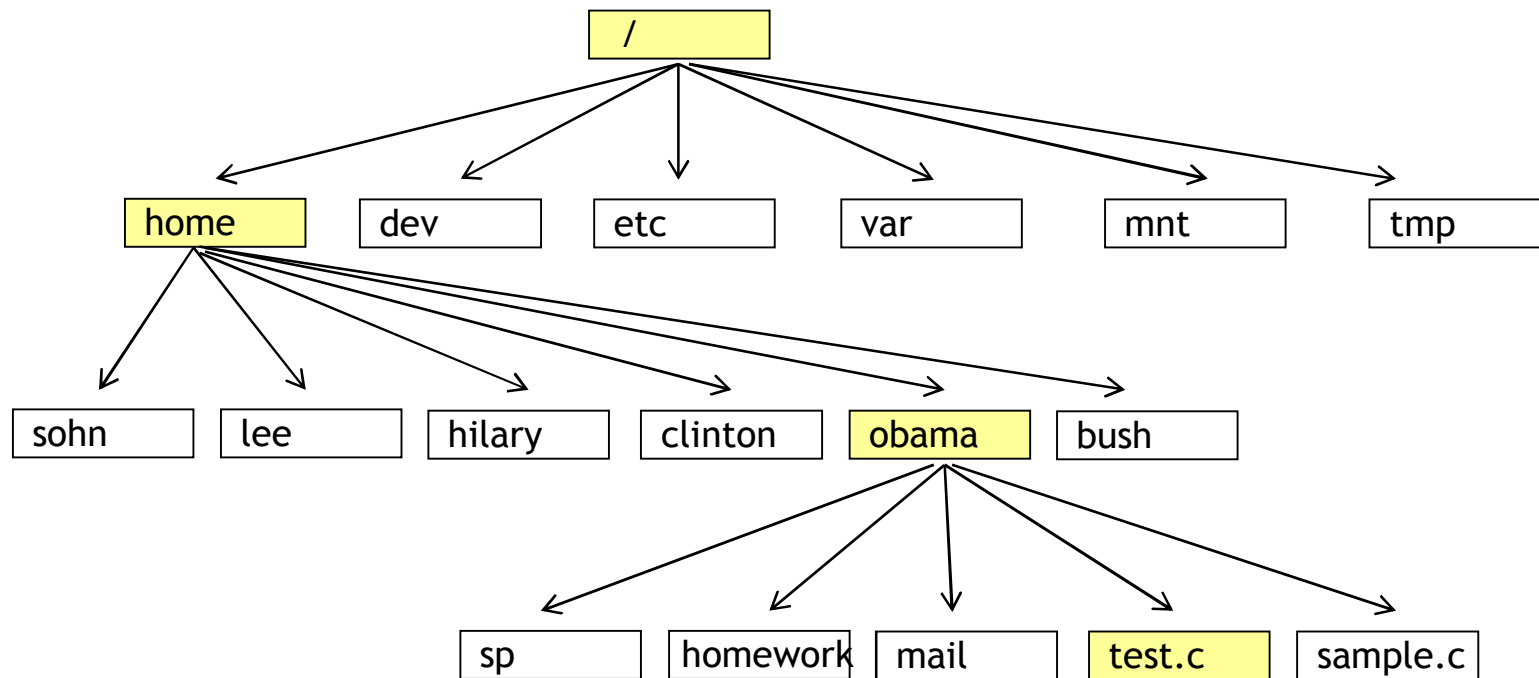 /
home dev etc var mnt tmp
sohn lee hilary clinton obama bush
sp homework mail test.c sample.c